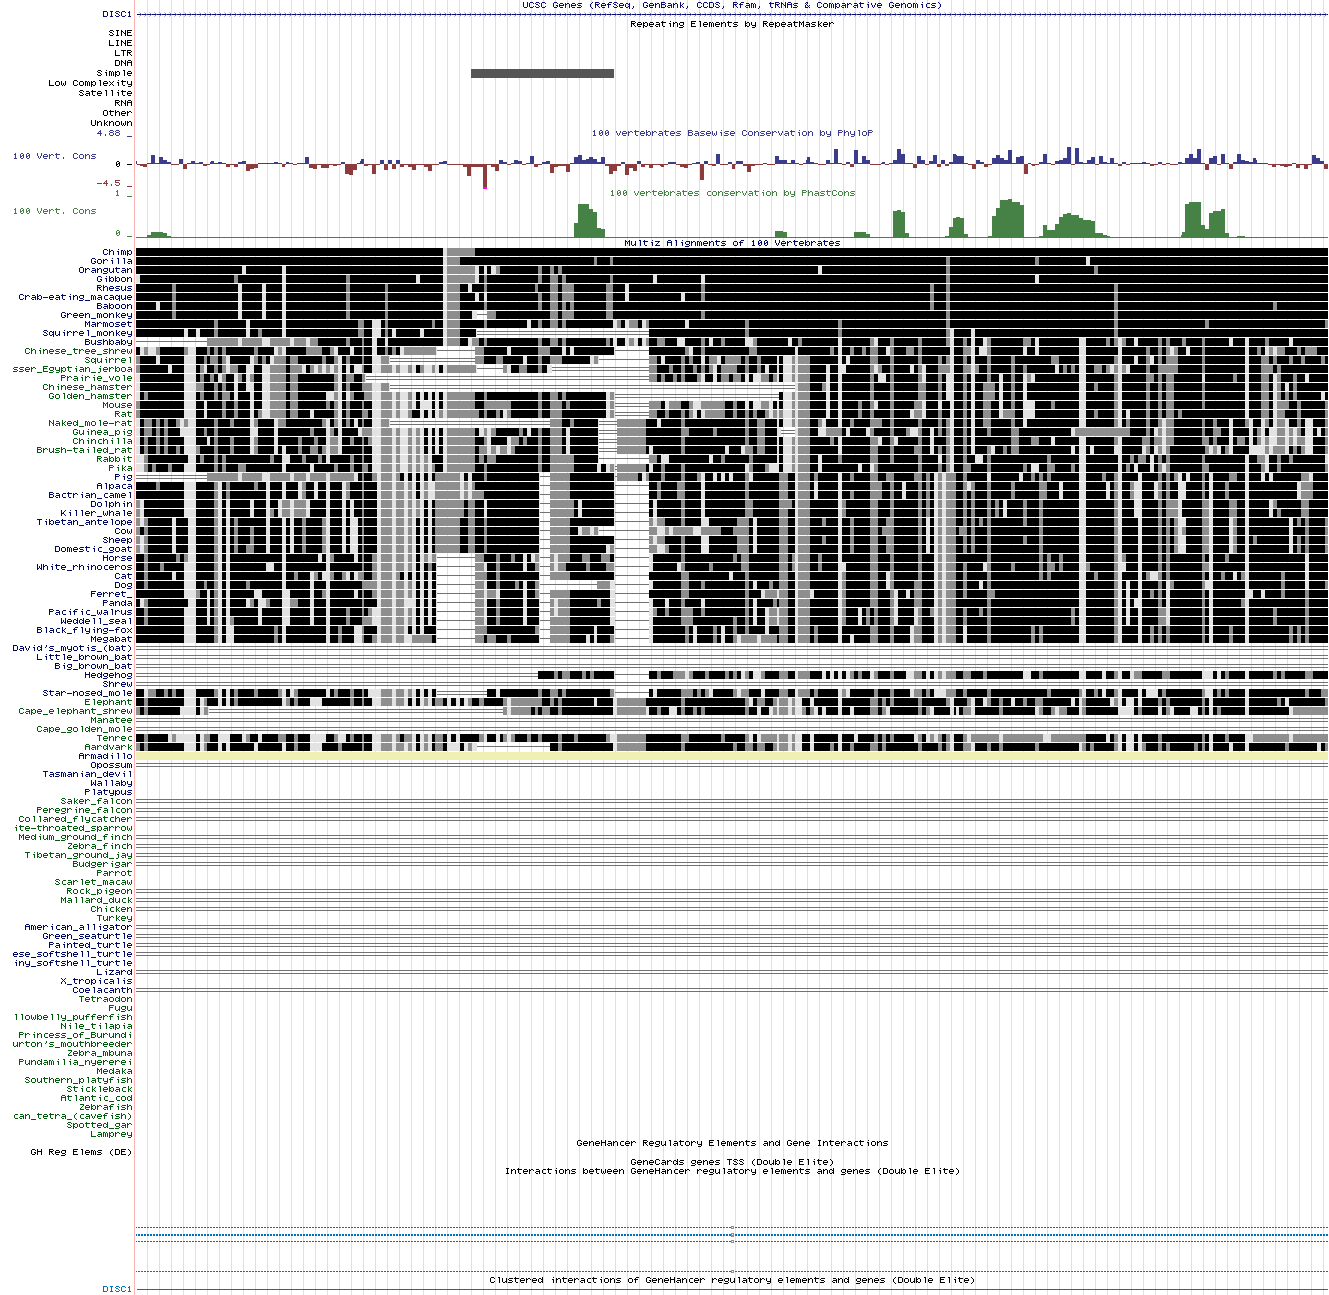 UCSC Genes (RefSeq, GenBank, CCDS, Rfam, tRNAs & Comparative Genomics)
DISC1
Repeating Elements by RepeatMasker
SINE
LINE
LTR
DNA
Simple
Low Complexity
Satellite
RNA
Other
Unknown
4.88 _
100 vertebrates Basewise Conservation by PhyloP
100 Vert. Cons
0 _
-4.5 _
100 vertebrates conservation by PhastCons
1 _
100 Vert. Cons
0 _
Multiz Alignments of 100 Vertebrates
Chimp
Gorilla
Orangutan
Gibbon
Rhesus
Crab-eating_macaque
Baboon
Green_monkey
Marmoset
Squirrel_monkey
Bushbaby
Chinese_tree_shrew
Squirrel
sser_Egyptian_jerboa
Prairie_vole
Chinese_hamster
Golden_hamster
Mouse
Rat
Naked_mole-rat
Guinea_pig
Chinchilla
Brush-tailed_rat
Rabbit
Pika
Pig
Alpaca
Bactrian_camel
Dolphin
Killer_whale
Tibetan_antelope
Cow
Sheep
Domestic_goat
Horse
White_rhinoceros
Cat
Dog
Ferret_
Panda
Pacific_walrus
Weddell_seal
Black_flying-fox
Megabat
David's_myotis_(bat)
Little_brown_bat
Big_brown_bat
Hedgehog
Shrew
Star-nosed_mole
Elephant
Cape_elephant_shrew
Manatee
Cape_golden_mole
Tenrec
Aardvark
Armadillo
Opossum
Tasmanian_devil
Wallaby
Platypus
Saker_falcon
Peregrine_falcon
Collared_flycatcher
ite-throated_sparrow
Medium_ground_finch
Zebra_finch
Tibetan_ground_jay
Budgerigar
Parrot
Scarlet_macaw
Rock_pigeon
Mallard_duck
Chicken
Turkey
American_alligator
Green_seaturtle
Painted_turtle
ese_softshell_turtle
iny_softshell_turtle
Lizard
X_tropicalis
Coelacanth
Tetraodon
Fugu
llowbelly_pufferfish
Nile_tilapia
Princess_of_Burundi
urton's_mouthbreeder
Zebra_mbuna
Pundamilia_nyererei
Medaka
Southern_platyfish
Stickleback
Atlantic_cod
Zebrafish
can_tetra_(cavefish)
Spotted_gar
Lamprey
GeneHancer Regulatory Elements and Gene Interactions
GH Reg Elems (DE)
GeneCards genes TSS (Double Elite)
Interactions between GeneHancer regulatory elements and genes (Double Elite)
Clustered interactions of GeneHancer regulatory elements and genes (Double Elite)
DISC1